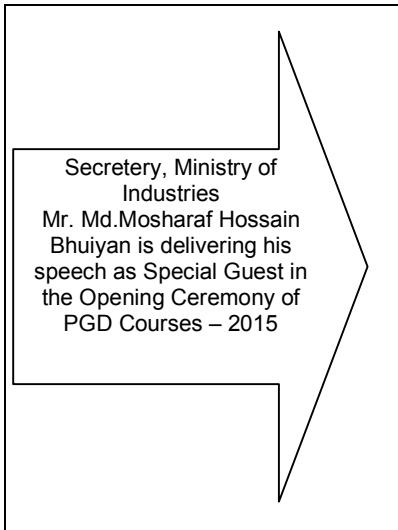 Secretery, Ministry of
Industries
Mr. Md.Mosharaf Hossain
Bhuiyan is delivering his
speech as Special Guest in
the Opening Ceremony of
PGD Courses – 2015